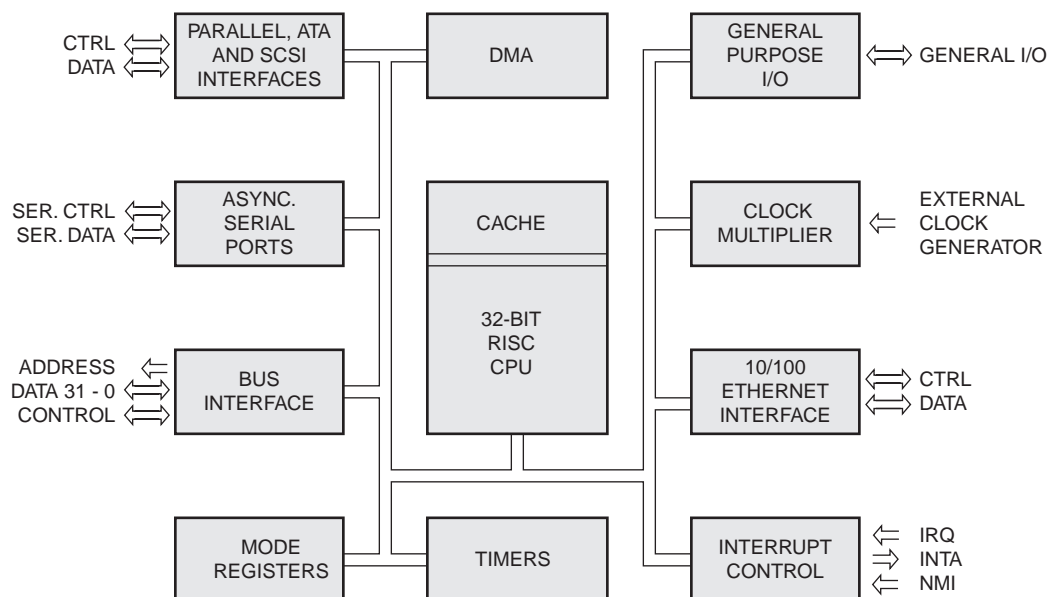 CTRL
DATA
PARALLEL, ATA
AND SCSI
INTERFACES
DMA
GENERAL
PURPOSE
I/O
GENERAL I/O
SER. CTRL
SER. DATA
ASYNC.
SERIAL
PORTS
CACHE
CLOCK
MULTIPLIER
EXTERNAL
CLOCK
GENERATOR
32-BIT
RISC
CPU
ADDRESS
DATA 31 - 0
CONTROL
BUS
INTERFACE
10/100
ETHERNET
INTERFACE
CTRL
DATA
MODE
REGISTERS
TIMERS
INTERRUPT
CONTROL
IRQ
INTA
NMI